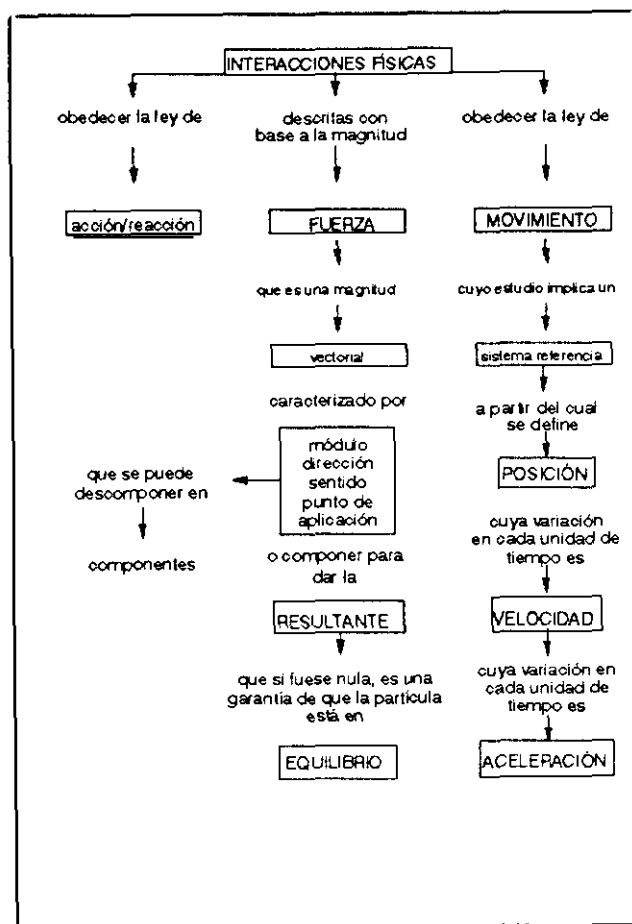 INTERACCIONES FÍSICAS
obedecer la ley de
acción/reacción
descritas con
base a la magnitud
FUERZA
que es una magnitud
vectorial
caracterizado por
módulo
dirección
sentido
punto de
aplicación
que se puede
descomponer en
componentes
o componer para
dar la
RESULTANTE
que si fuese nula, es una
garantía de que la partícula
está en
EQUILIBRIO
obedecer la ley de
MOVIMIENTO
cuyo estudio implica un
sistema referencia
a partir del cual
se define
POSICIÓN
cuya variación
en cada unidad de
tiempo es
VELOCIDAD
cuya variación en
cada unidad de
tiempo es
ACELERACIÓN